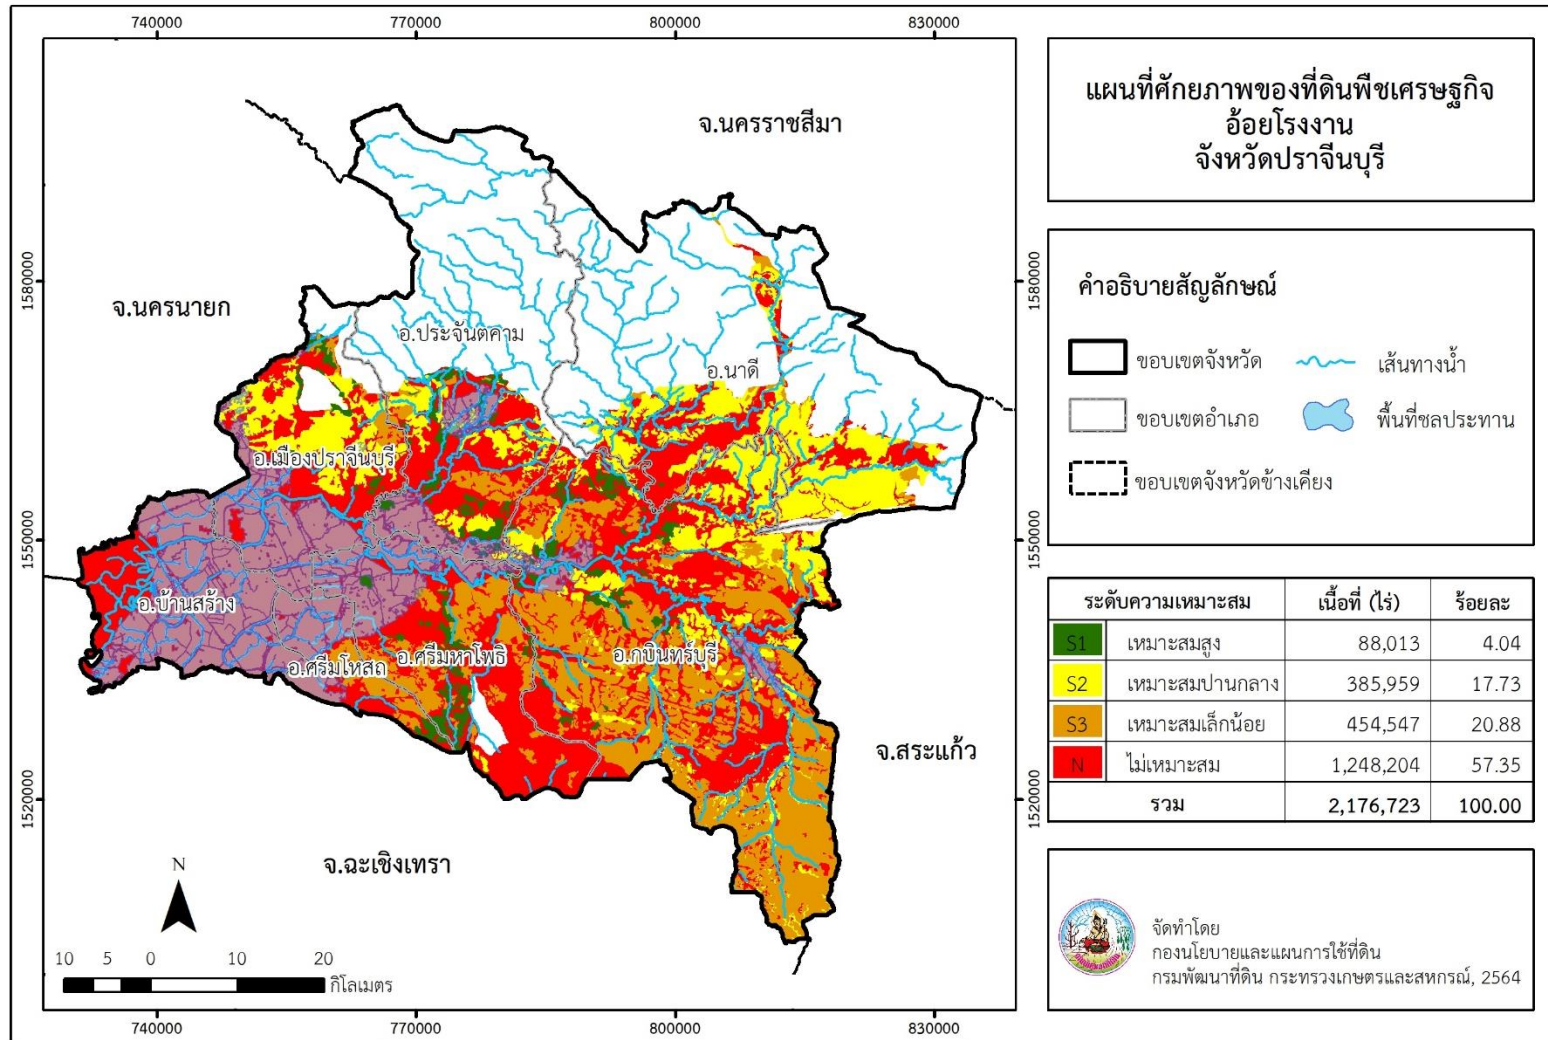 740000
770000
800000
830000
จ.นครราชสีมา
จ.นครนายก
อ.ประจันตคาม
อ.นาดี
อ.เมืองปราจีนบุรี
อ.บ้านสร้าง
อ.ศรีมโหสถ
อ.ศรีมหาโพธิ
อ.กบินทร์บุรี
จ.สระแก้ว
จ.ฉะเชิงเทรา
1580000
1550000
1520000
1580000
1550000
1520000
N
10 5 0 10 20
กิโลเมตร
740000
770000
800000
830000
แผนที่ศักยภาพของที่ดินพืชเศรษฐกิจ
อ้อยโรงงาน
จังหวัดปราจีนบุรี
คำอธิบายสัญลักษณ์
ขอบเขตจังหวัด เส้นทางน้ำ
ขอบเขตอำเภอ พื้นที่ชลประทาน
ขอบเขตจังหวัดข้างเคียง
ระดับความเหมาะสม เนื้อที่ (ไร่) ร้อยละ
S1 เหมาะสมสูง 88,013 4.04
S2 เหมาะสมปานกลาง 385,959 17.73
S3 เหมาะสมเล็กน้อย 454,547 20.88
N ไม่เหมาะสม 1,248,204 57.35
รวม 2,176,723 100.00
จัดทำโดย
กองนโยบายและแผนการใช้ที่ดิน
กรมพัฒนาที่ดิน กระทรวงเกษตรและสหกรณ์, 2564